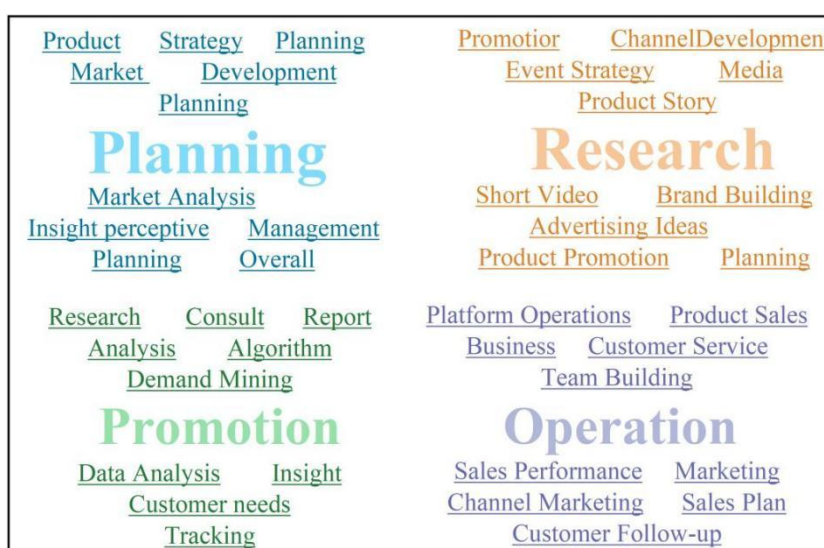 Product Strategy Planning
Market Development
Planning
Planning
Market Analysis
Insight perceptive Management
Planning Overall
Promotior ChannelDevelopmen
Event Strategy Media
Product Story
Research
Short Video Brand Building
Advertising Ideas
Product Promotion Planning
Research Consult Report
Analysis Algorithm
Demand Mining
Promotion
Data Analysis Insight
Customer needs
Tracking
Platform Operations Product Sales
Business Customer Service
Team Building
Operation
Sales Performance Marketing
Channel Marketing Sales Plan
Customer Follow-up